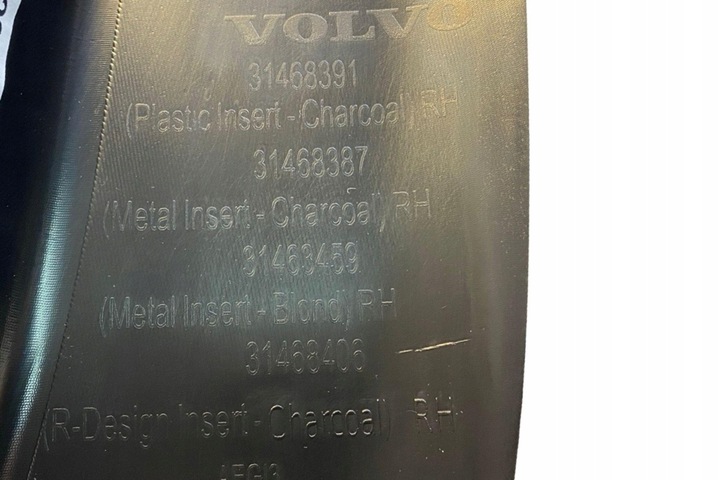 VOLVO
31468391
(Plastic Insert - Charcoal) RH
31468387
(Metal Insert - Charcoal) RH
31463459
(Metal Insert - Blond) RH
31468406
(R-Design Insert - Charcoal) RH